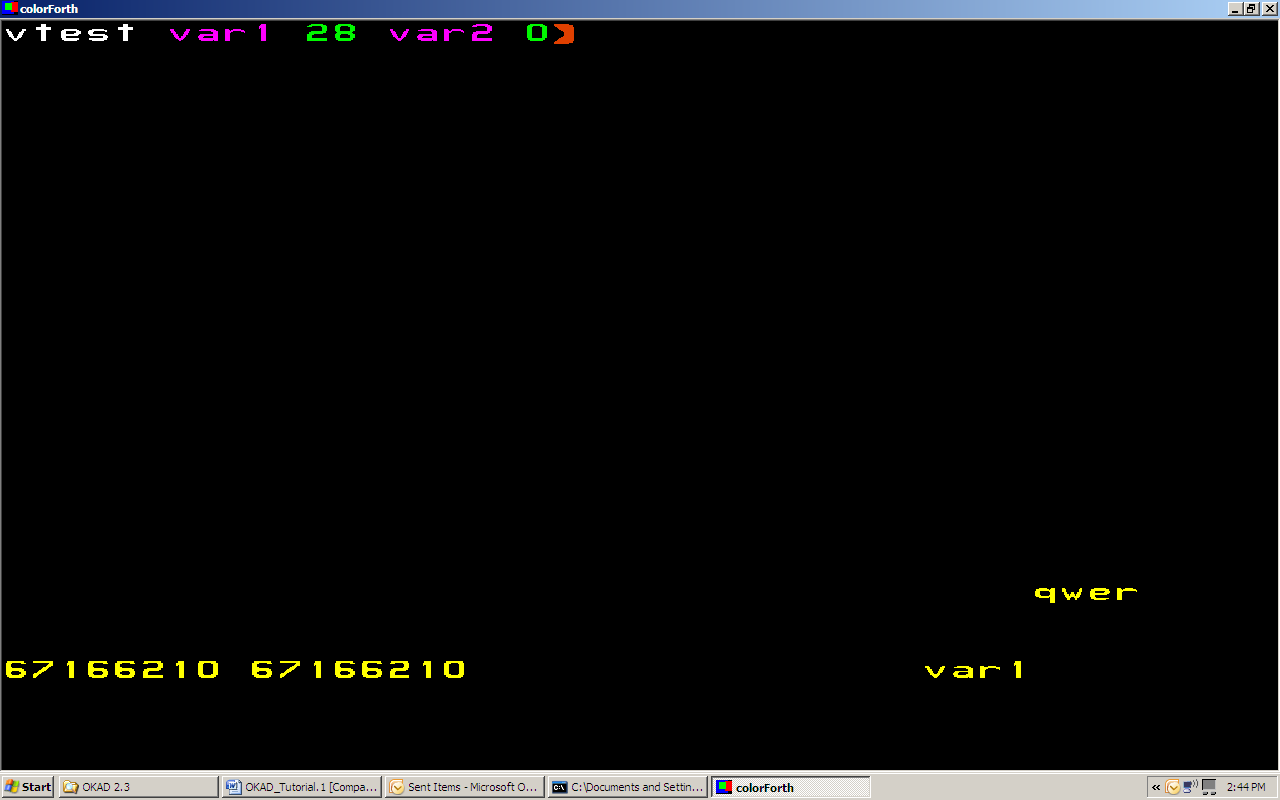 colorForth
vtest var1 28 var2 0
qwer
67166210 67166210 var1
Start OKAD 2.3 OKAD_Tutorial.1 [Compa... Sent Items - Microsoft O... C:\Documents and Settin... colorForth « 2:44 PM